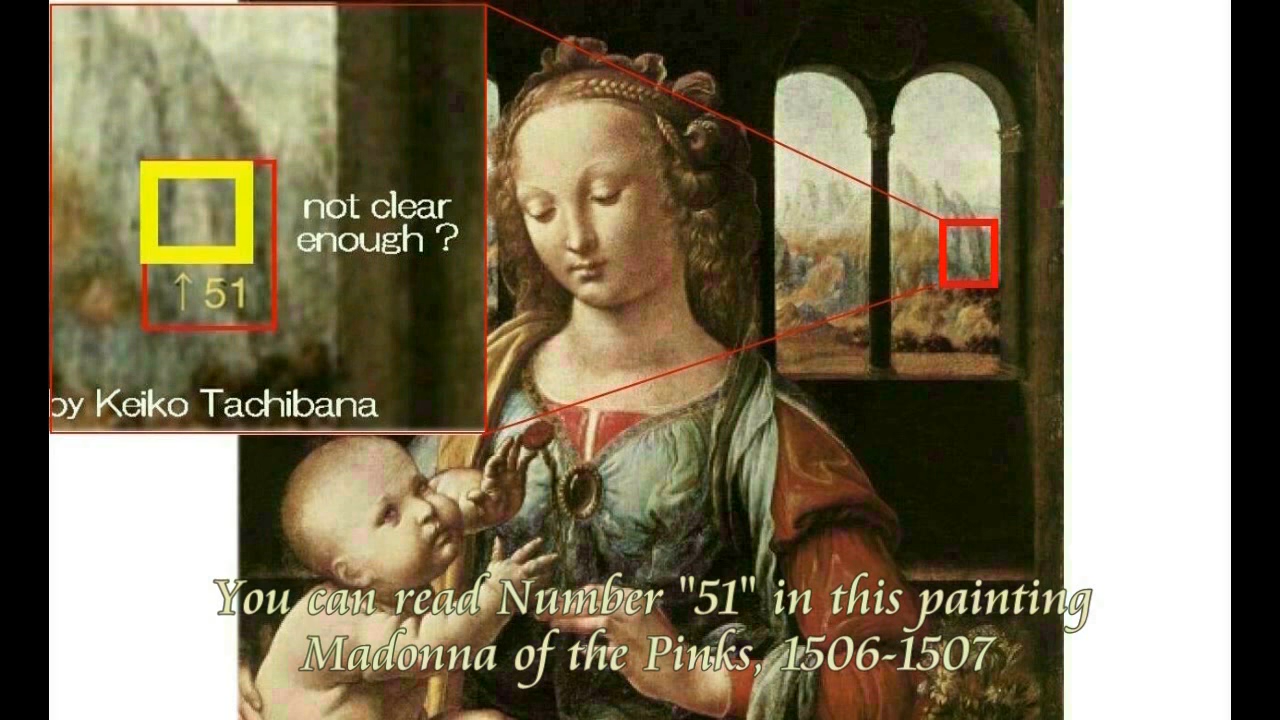 not clear
enough ?
↑ 51
by Keiko Tachibana
You can read Number "51" in this painting
Madonna of the Pinks, 1506-1507